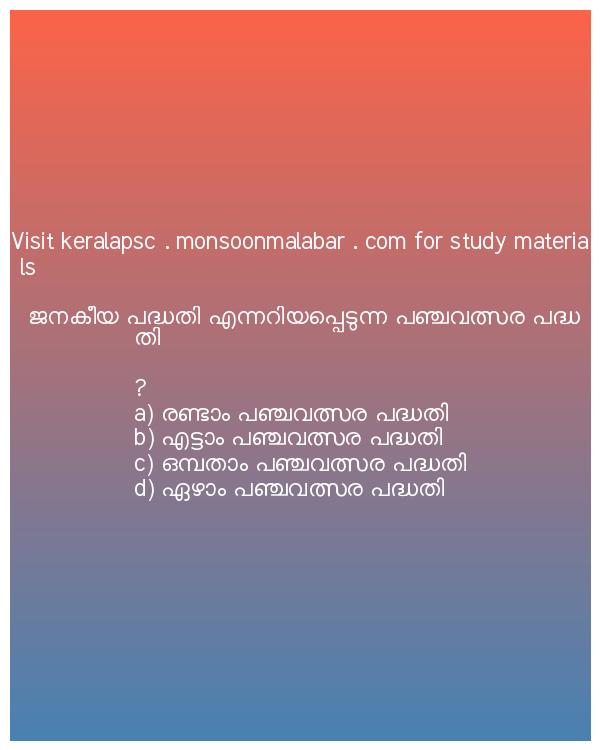 Visit keralapsc . monsoonmalabar . com for study materia
ls
ജനകീയ പദ്ധതി എന്നറിയപ്പെടുന്ന പഞ്ചവത്സര പദ്ധ
തി
?
a) രണ്ടാം പഞ്ചവത്സര പദ്ധതി
b) എട്ടാം പഞ്ചവത്സര പദ്ധതി
c) ഒമ്പതാം പഞ്ചവത്സര പദ്ധതി
d) ഏഴാം പഞ്ചവത്സര പദ്ധതി